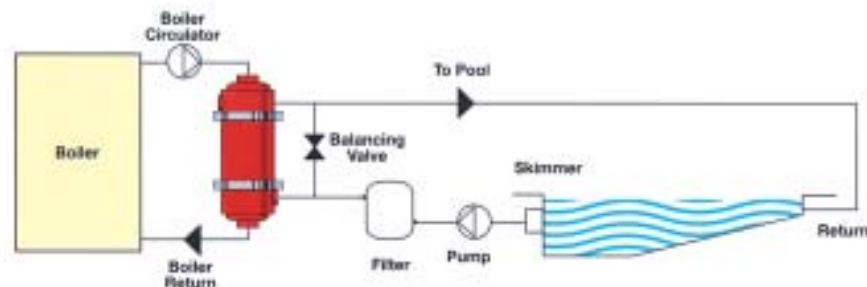 Boiler
Circulator
To Pool
Boiler
Balancing
Valve
Skimmer
Return
Boiler
Return
Filter
Pump